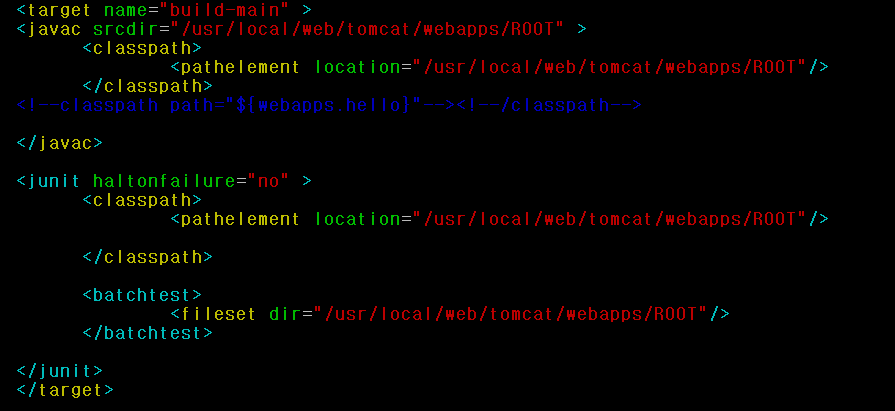 <target name="build-main" >
<javac srcdir="/usr/local/web/tomcat/webapps/ROOT" >
<classpath>
<pathelement location="/usr/local/web/tomcat/webapps/ROOT"/>
</classpath>
<!--classpath path="${webapps.hello}"--><!--/classpath-->
</javac>
<junit haltonfailure="no" >
<classpath>
<pathelement location="/usr/local/web/tomcat/webapps/ROOT"/>
</classpath>
<batchtest>
<fileset dir="/usr/local/web/tomcat/webapps/ROOT"/>
</batchtest>
</junit>
</target>